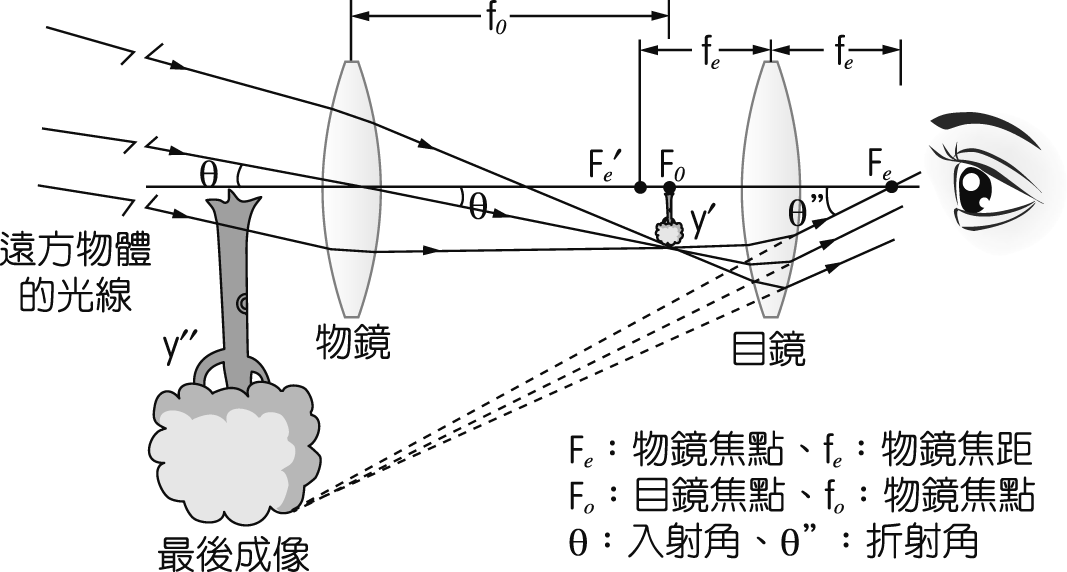 f₀
fₑ fₑ
θ
θ
Fₑ′ F₀ Fₑ
θ”
y′
遠方物體
的光線
y″
物鏡
目鏡
最後成像
Fₑ：物鏡焦點、fₑ：物鏡焦距
Fₒ：目鏡焦點、fₒ：物鏡焦點
θ：入射角、θ”：折射角